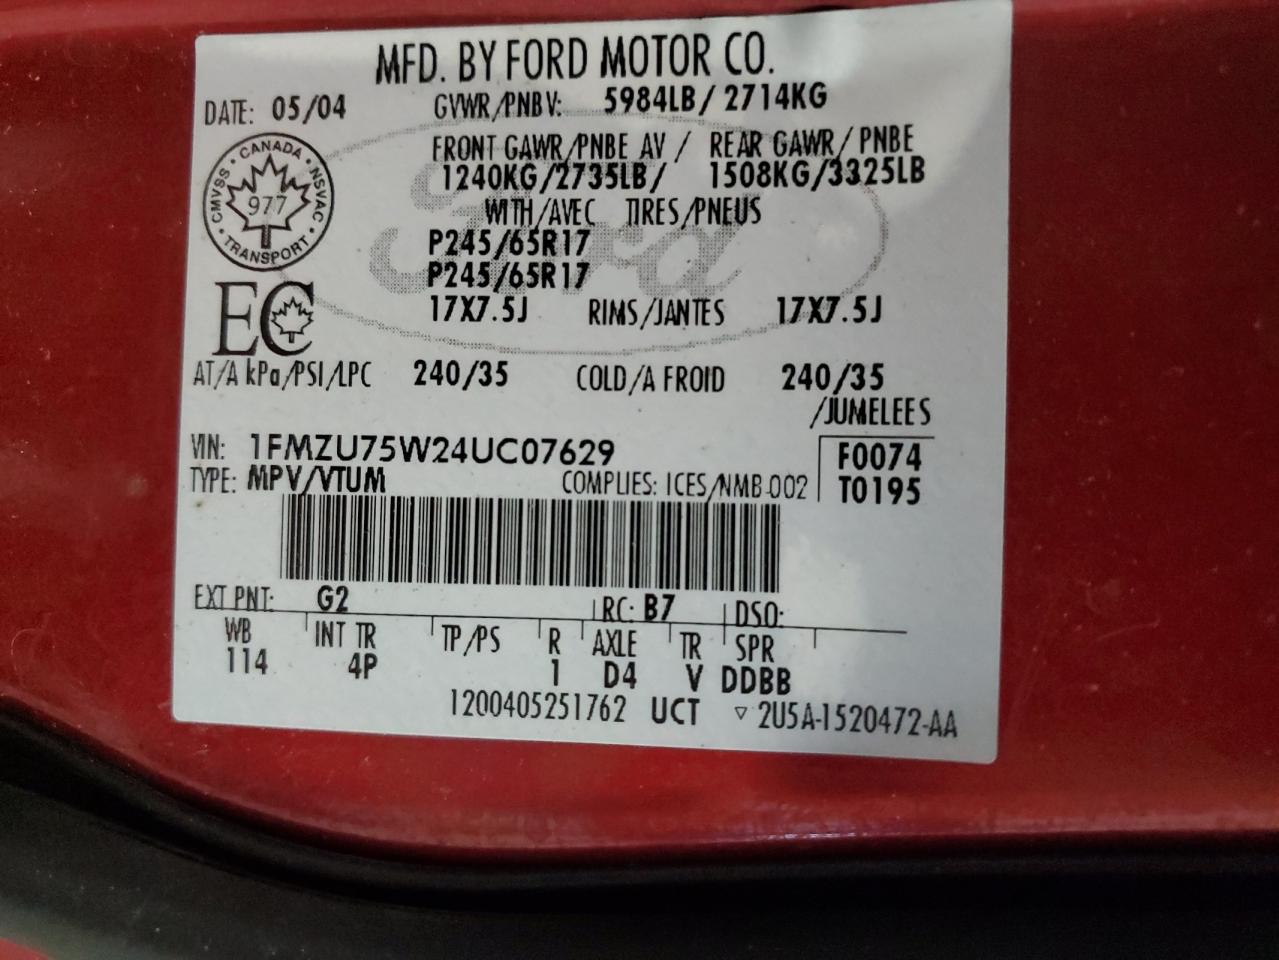 MFD. BY FORD MOTOR CO.
DATE: 05/04 GVWR/PNBV: 5984LB/2714KG
FRONT GAWR/PNBE AV / REAR GAWR/PNBE
1240KG/2735LB/ 1508KG/3325LB
WITH/AVEC TIRES/PNEUS
P245/65R17
P245/65R17
17X7.5J RIMS/JANTES 17X7.5J
CANADA
CMVSS • NSVAC
977
TRANSPORT
Ford
EC
AT/A kPa/PSI/LPC 240/35 COLD/A FROID 240/35
/JUMELEES
VIN: 1FMZU75W24UC07629 F0074
TYPE: MPV/VTUM COMPLIES: ICES/NMB-002 T0195
EXT PNT: G2 RC: B7 DSO:
WB INT TR TP/PS R AXLE TR SPR
114 4P 1 D4 V DDBB
1200405251762 UCT ▽ 2U5A-1520472-AA